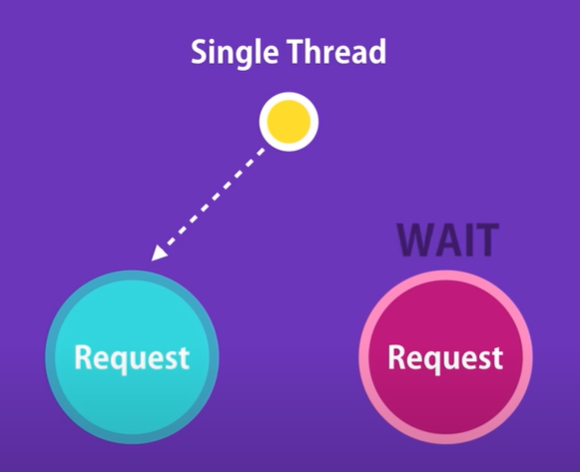 Single Thread
WAIT
Request
Request